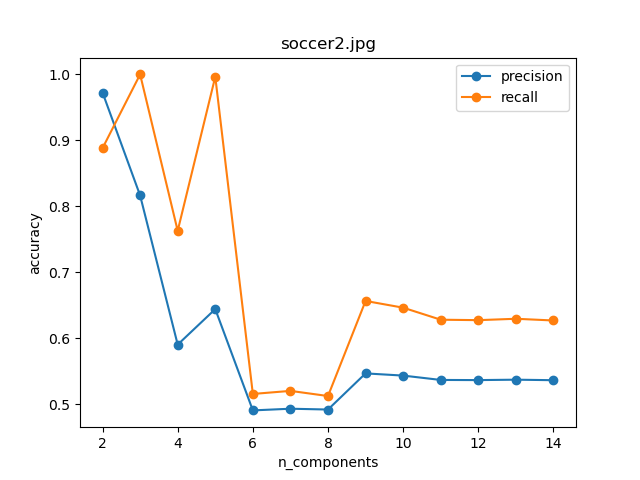 soccer2.jpg
precision
recall
1.0
0.9
0.8
0.7
0.6
0.5
accuracy
2 4 6 8 10 12 14
n_components